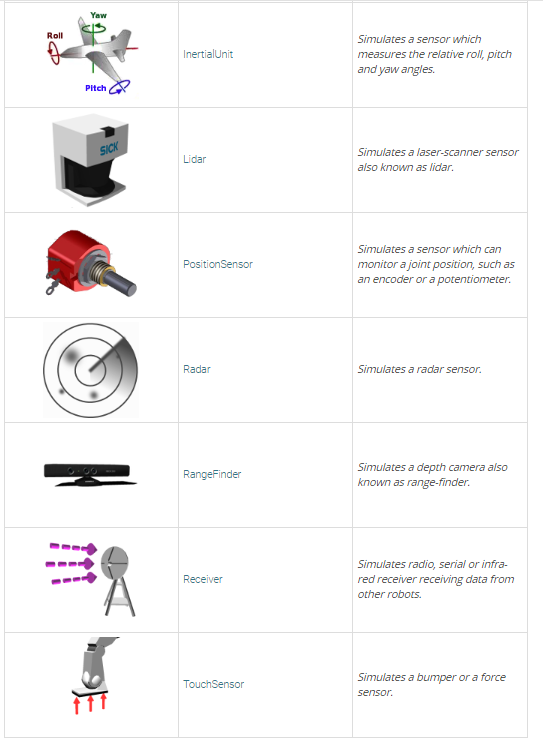 Yaw
Roll
Pitch
InertialUnit
Simulates a sensor which
measures the relative roll, pitch
and yaw angles.
SICK
Lidar
Simulates a laser-scanner sensor
also known as lidar.
PositionSensor
Simulates a sensor which can
monitor a joint position, such as
an encoder or a potentiometer.
Radar
Simulates a radar sensor.
RangeFinder
Simulates a depth camera also
known as range-finder.
Receiver
Simulates radio, serial or infra-
red receiver receiving data from
other robots.
TouchSensor
Simulates a bumper or a force
sensor.